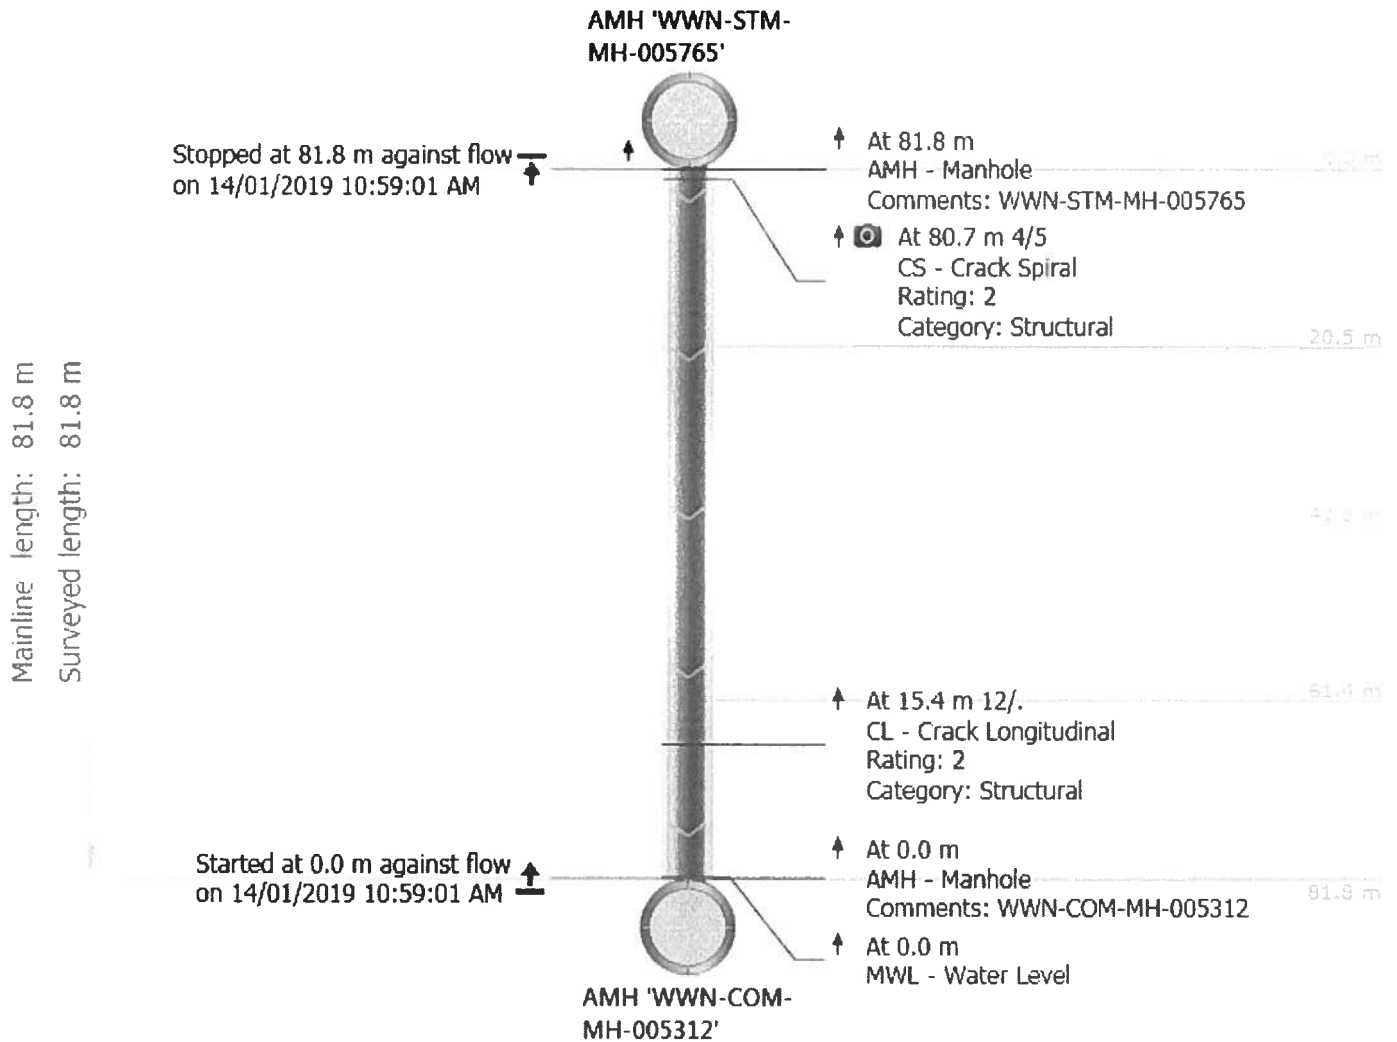 AMH 'WWN-STM-
MH-005765'
Stopped at 81.8 m against flow
on 14/01/2019 10:59:01 AM
At 81.8 m
AMH - Manhole
Comments: WWN-STM-MH-005765
At 80.7 m 4/5
CS - Crack Spiral
Rating: 2
Category: Structural
20.5 m
Mainline length: 81.8 m
Surveyed length: 81.8 m
61.4 m
At 15.4 m 12/.
CL - Crack Longitudinal
Rating: 2
Category: Structural
Started at 0.0 m against flow
on 14/01/2019 10:59:01 AM
At 0.0 m
AMH - Manhole
Comments: WWN-COM-MH-005312
81.8 m
At 0.0 m
MWL - Water Level
AMH 'WWN-COM-
MH-005312'